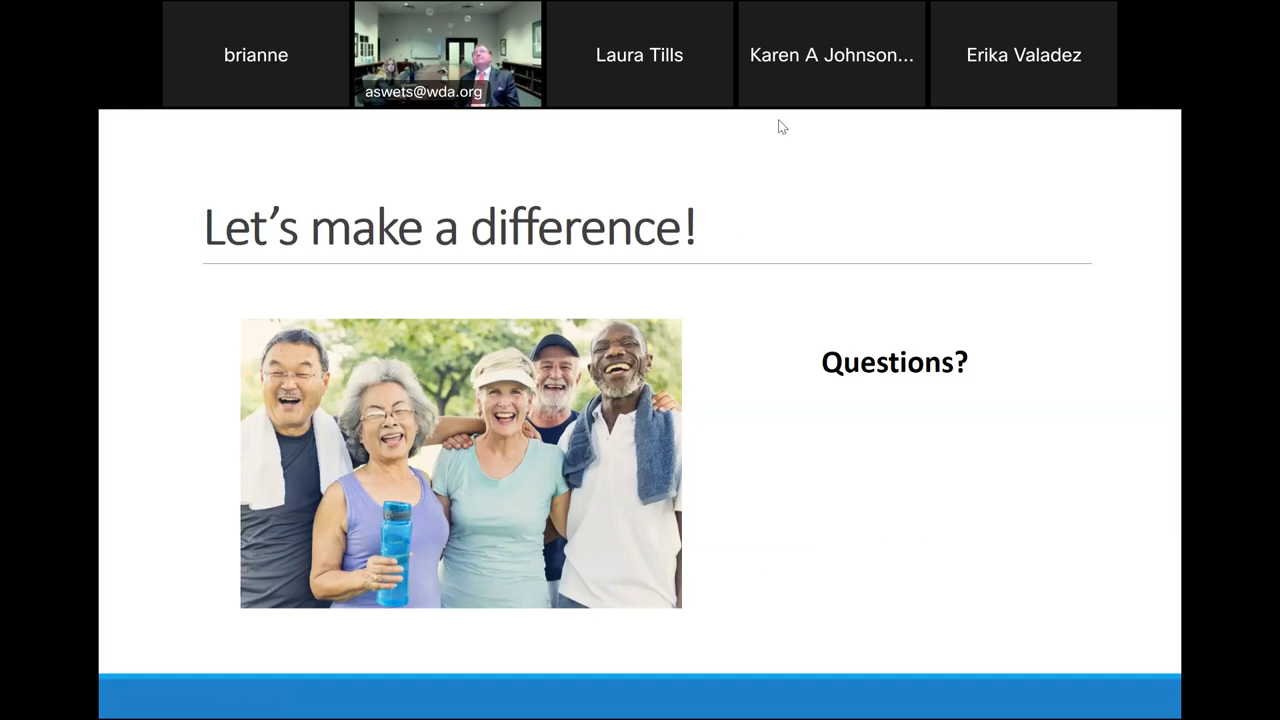 brianne
aswets@wda.org
Laura Tills
Karen A Johnson...
Erika Valadez
Let's make a difference!
Questions?